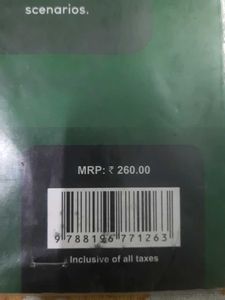 scenarios.
MRP: ₹ 260.00
9 788196 771263
Inclusive of all taxes